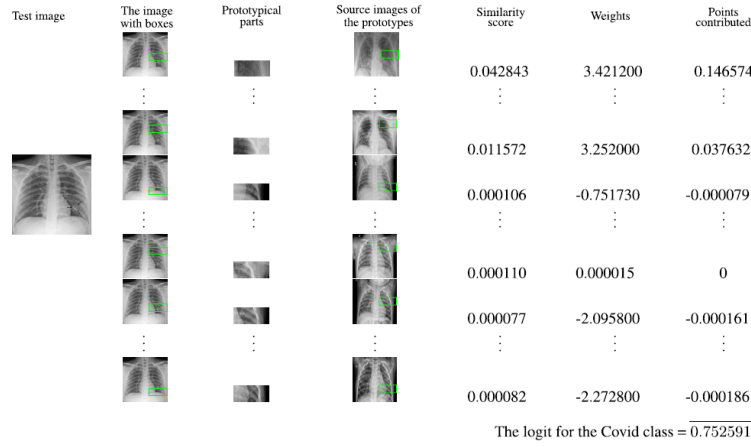 Test image
The image
with boxes
Prototypical
parts
Source images of
the prototypes
Similarity
score
Weights
Points
contributed
0.042843 3.421200 0.146574
0.011572 3.252000 0.037632
0.000106 -0.751730 -0.000079
0.000110 0.000015 0
0.000077 -2.095800 -0.000161
0.000082 -2.272800 -0.000186
The logit for the Covid class = 0.752591